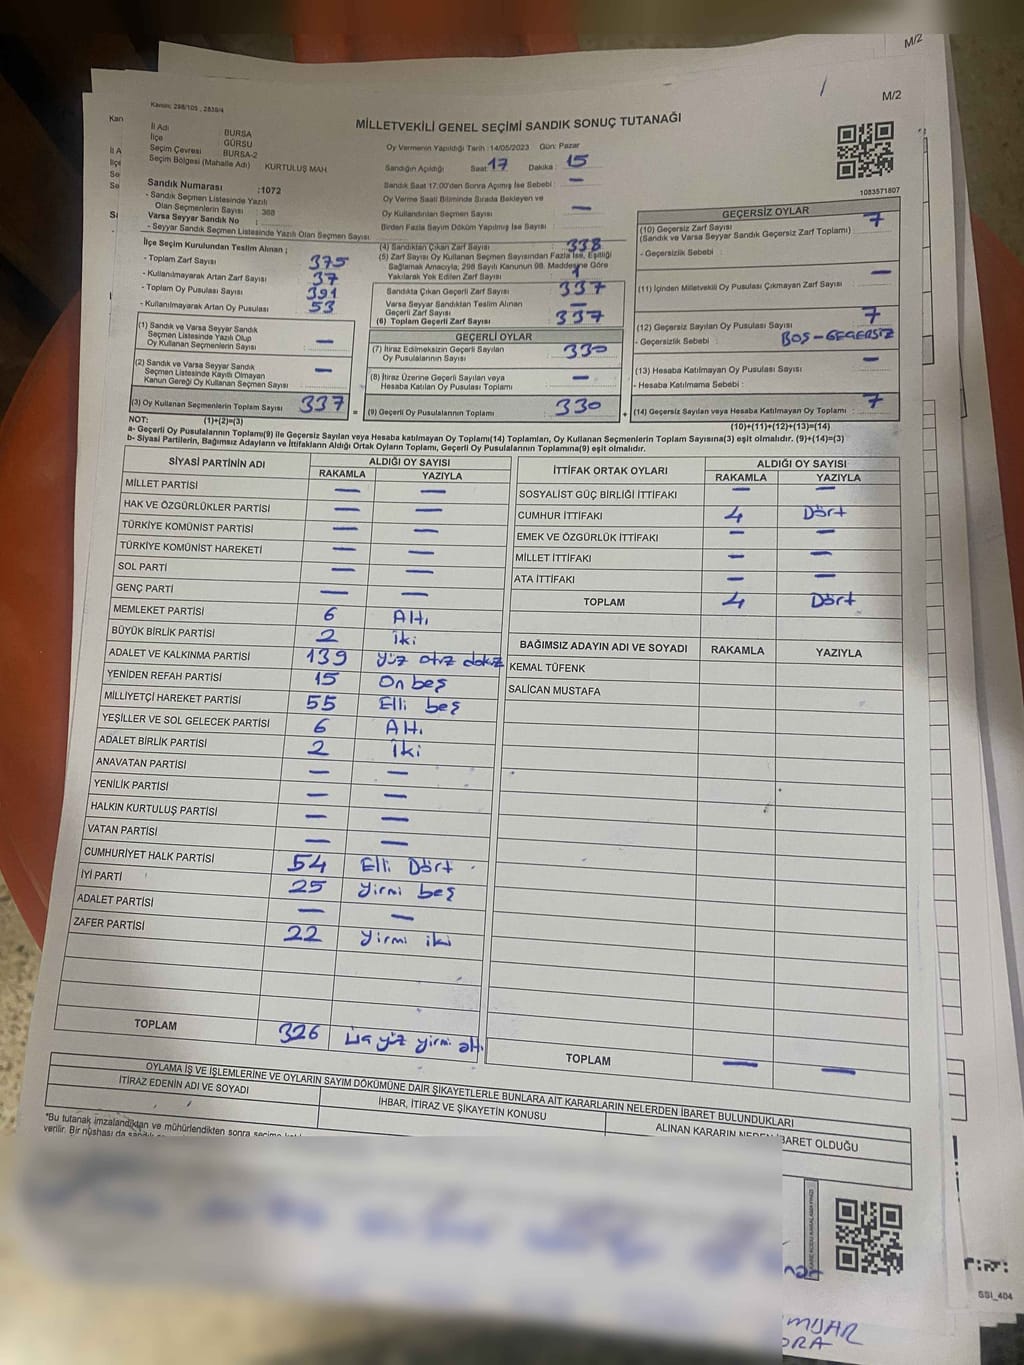 M/2
M/2
Kanun; 298/105 , 2839/4
MİLLETVEKİLİ GENEL SEÇİMİ SANDIK SONUÇ TUTANAĞI
İl Adı : BURSA
İlçe : GÜRSU
Seçim Çevresi : BURSA-2
Seçim Bölgesi (Mahalle Adı) : KURTULUŞ MAH
Sandık Numarası :1072
- Sandık Seçmen Listesinde Yazılı
Olan Seçmenlerin Sayısı : 368
Varsa Seyyar Sandık No :
- Seyyar Sandık Seçmen Listesinde Yazılı Olan Seçmen Sayısı
Oy Vermenin Yapıldığı Tarih :14/05/2023 Gün: Pazar
Sandığın Açıldığı Saat: 17 Dakika : 15
Sandık Saat 17.00'den Sonra Açılmış İse Sebebi : —
Oy Verme Saati Bitiminde Sırada Bekleyen ve
Oy Kullandırılan Seçmen Sayısı —
Birden Fazla Sayım Döküm Yapılmış İse Sayısı :
1083571807
İlçe Seçim Kurulundan Teslim Alınan ;
- Toplam Zarf Sayısı 375
- Kullanılmayarak Artan Zarf Sayısı 37
- Toplam Oy Pusulası Sayısı 391
- Kullanılmayarak Artan Oy Pusulası 53
(1) Sandık ve Varsa Seyyar Sandık
Seçmen Listesinde Yazılı Olup
Oy Kullanan Seçmenlerin Sayısı —
(2) Sandık ve Varsa Seyyar Sandık
Seçmen Listesinde Kayıtlı Olmayan
Kanun Gereği Oy Kullanan Seçmen Sayısı —
(3) Oy Kullanan Seçmenlerin Toplam Sayısı 337
(1)+(2)=(3)
(4) Sandıktan Çıkan Zarf Sayısı 338
(5) Zarf Sayısı Oy Kullanan Seçmen Sayısından Fazla İse, Eşitliği
Sağlamak Amacıyla; 298 Sayılı Kanunun 98. Maddesine Göre
Yakılarak Yok Edilen Zarf Sayısı 1
Sandıkta Çıkan Geçerli Zarf Sayısı 337
Varsa Seyyar Sandıktan Teslim Alınan
Geçerli Zarf Sayısı —
(6) Toplam Geçerli Zarf Sayısı 337
GEÇERLİ OYLAR
(7) İtiraz Edilmeksizin Geçerli Sayılan
Oy Pusulalarının Sayısı 330
(8) İtiraz Üzerine Geçerli Sayılan veya
Hesaba Katılan Oy Pusulası Toplamı —
= (9) Geçerli Oy Pusulalarının Toplamı 330 +
GEÇERSİZ OYLAR
(10) Geçersiz Zarf Sayısı 7
(Sandık ve Varsa Seyyar Sandık Geçersiz Zarf Toplamı)
- Geçersizlik Sebebi :
(11) İçinden Milletvekili Oy Pusulası Çıkmayan Zarf Sayısı —
(12) Geçersiz Sayılan Oy Pusulası Sayısı 7
- Geçersizlik Sebebi : BOŞ-GEÇERSİZ
(13) Hesaba Katılmayan Oy Pusulası Sayısı —
- Hesaba Katılmama Sebebi :
(14) Geçersiz Sayılan veya Hesaba Katılmayan Oy Toplamı : 7
(10)+(11)+(12)+(13)=(14)
NOT:
a- Geçerli Oy Pusulalarının Toplamı(9) ile Geçersiz Sayılan veya Hesaba katılmayan Oy Toplamı(14) Toplamları, Oy Kullanan Seçmenlerin Toplam Sayısına(3) eşit olmalıdır. (9)+(14)=(3)
b- Siyasi Partilerin, Bağımsız Adayların ve İttifakların Aldığı Ortak Oyların Toplamı, Geçerli Oy Pusulalarının Toplamına(9) eşit olmalıdır.
SİYASİ PARTİNİN ADI ALDIĞI OY SAYISI
RAKAMLA YAZIYLA
MİLLET PARTİSİ — —
HAK VE ÖZGÜRLÜKLER PARTİSİ — —
TÜRKİYE KOMÜNİST PARTİSİ — —
TÜRKİYE KOMÜNİST HAREKETİ — —
SOL PARTİ — —
GENÇ PARTİ — —
MEMLEKET PARTİSİ 6 Altı
BÜYÜK BİRLİK PARTİSİ 2 İki
ADALET VE KALKINMA PARTİSİ 139 Yüz otuz dokuz
YENİDEN REFAH PARTİSİ 15 On beş
MİLLİYETÇİ HAREKET PARTİSİ 55 Elli beş
YEŞİLLER VE SOL GELECEK PARTİSİ 6 Altı
ADALET BİRLİK PARTİSİ 2 İki
ANAVATAN PARTİSİ — —
YENİLİK PARTİSİ — —
HALKIN KURTULUŞ PARTİSİ — —
VATAN PARTİSİ — —
CUMHURİYET HALK PARTİSİ 54 Elli Dört
İYİ PARTİ 25 Yirmi beş
ADALET PARTİSİ — —
ZAFER PARTİSİ 22 Yirmi iki
TOPLAM 326 Üç yüz yirmi altı
İTTİFAK ORTAK OYLARI ALDIĞI OY SAYISI
RAKAMLA YAZIYLA
SOSYALİST GÜÇ BİRLİĞİ İTTİFAKI — —
CUMHUR İTTİFAKI 4 Dört
EMEK VE ÖZGÜRLÜK İTTİFAKI — —
MİLLET İTTİFAKI — —
ATA İTTİFAKI — —
TOPLAM 4 Dört
BAĞIMSIZ ADAYIN ADI VE SOYADI RAKAMLA YAZIYLA
KEMAL TÜFENK
SALİCAN MUSTAFA
TOPLAM — —
OYLAMA İŞ VE İŞLEMLERİNE VE OYLARIN SAYIM DÖKÜMÜNE DAİR ŞİKAYETLERLE BUNLARA AİT KARARLARIN NELERDEN İBARET BULUNDUKLARI
İTİRAZ EDENİN ADI VE SOYADI İHBAR, İTİRAZ VE ŞİKAYETİN KONUSU ALINAN KARARIN NEDEN İBARET OLDUĞU
*Bu tutanak imzalandıktan ve mühürlendikten sonra
verilir. Bir nüshası da
SSI_404